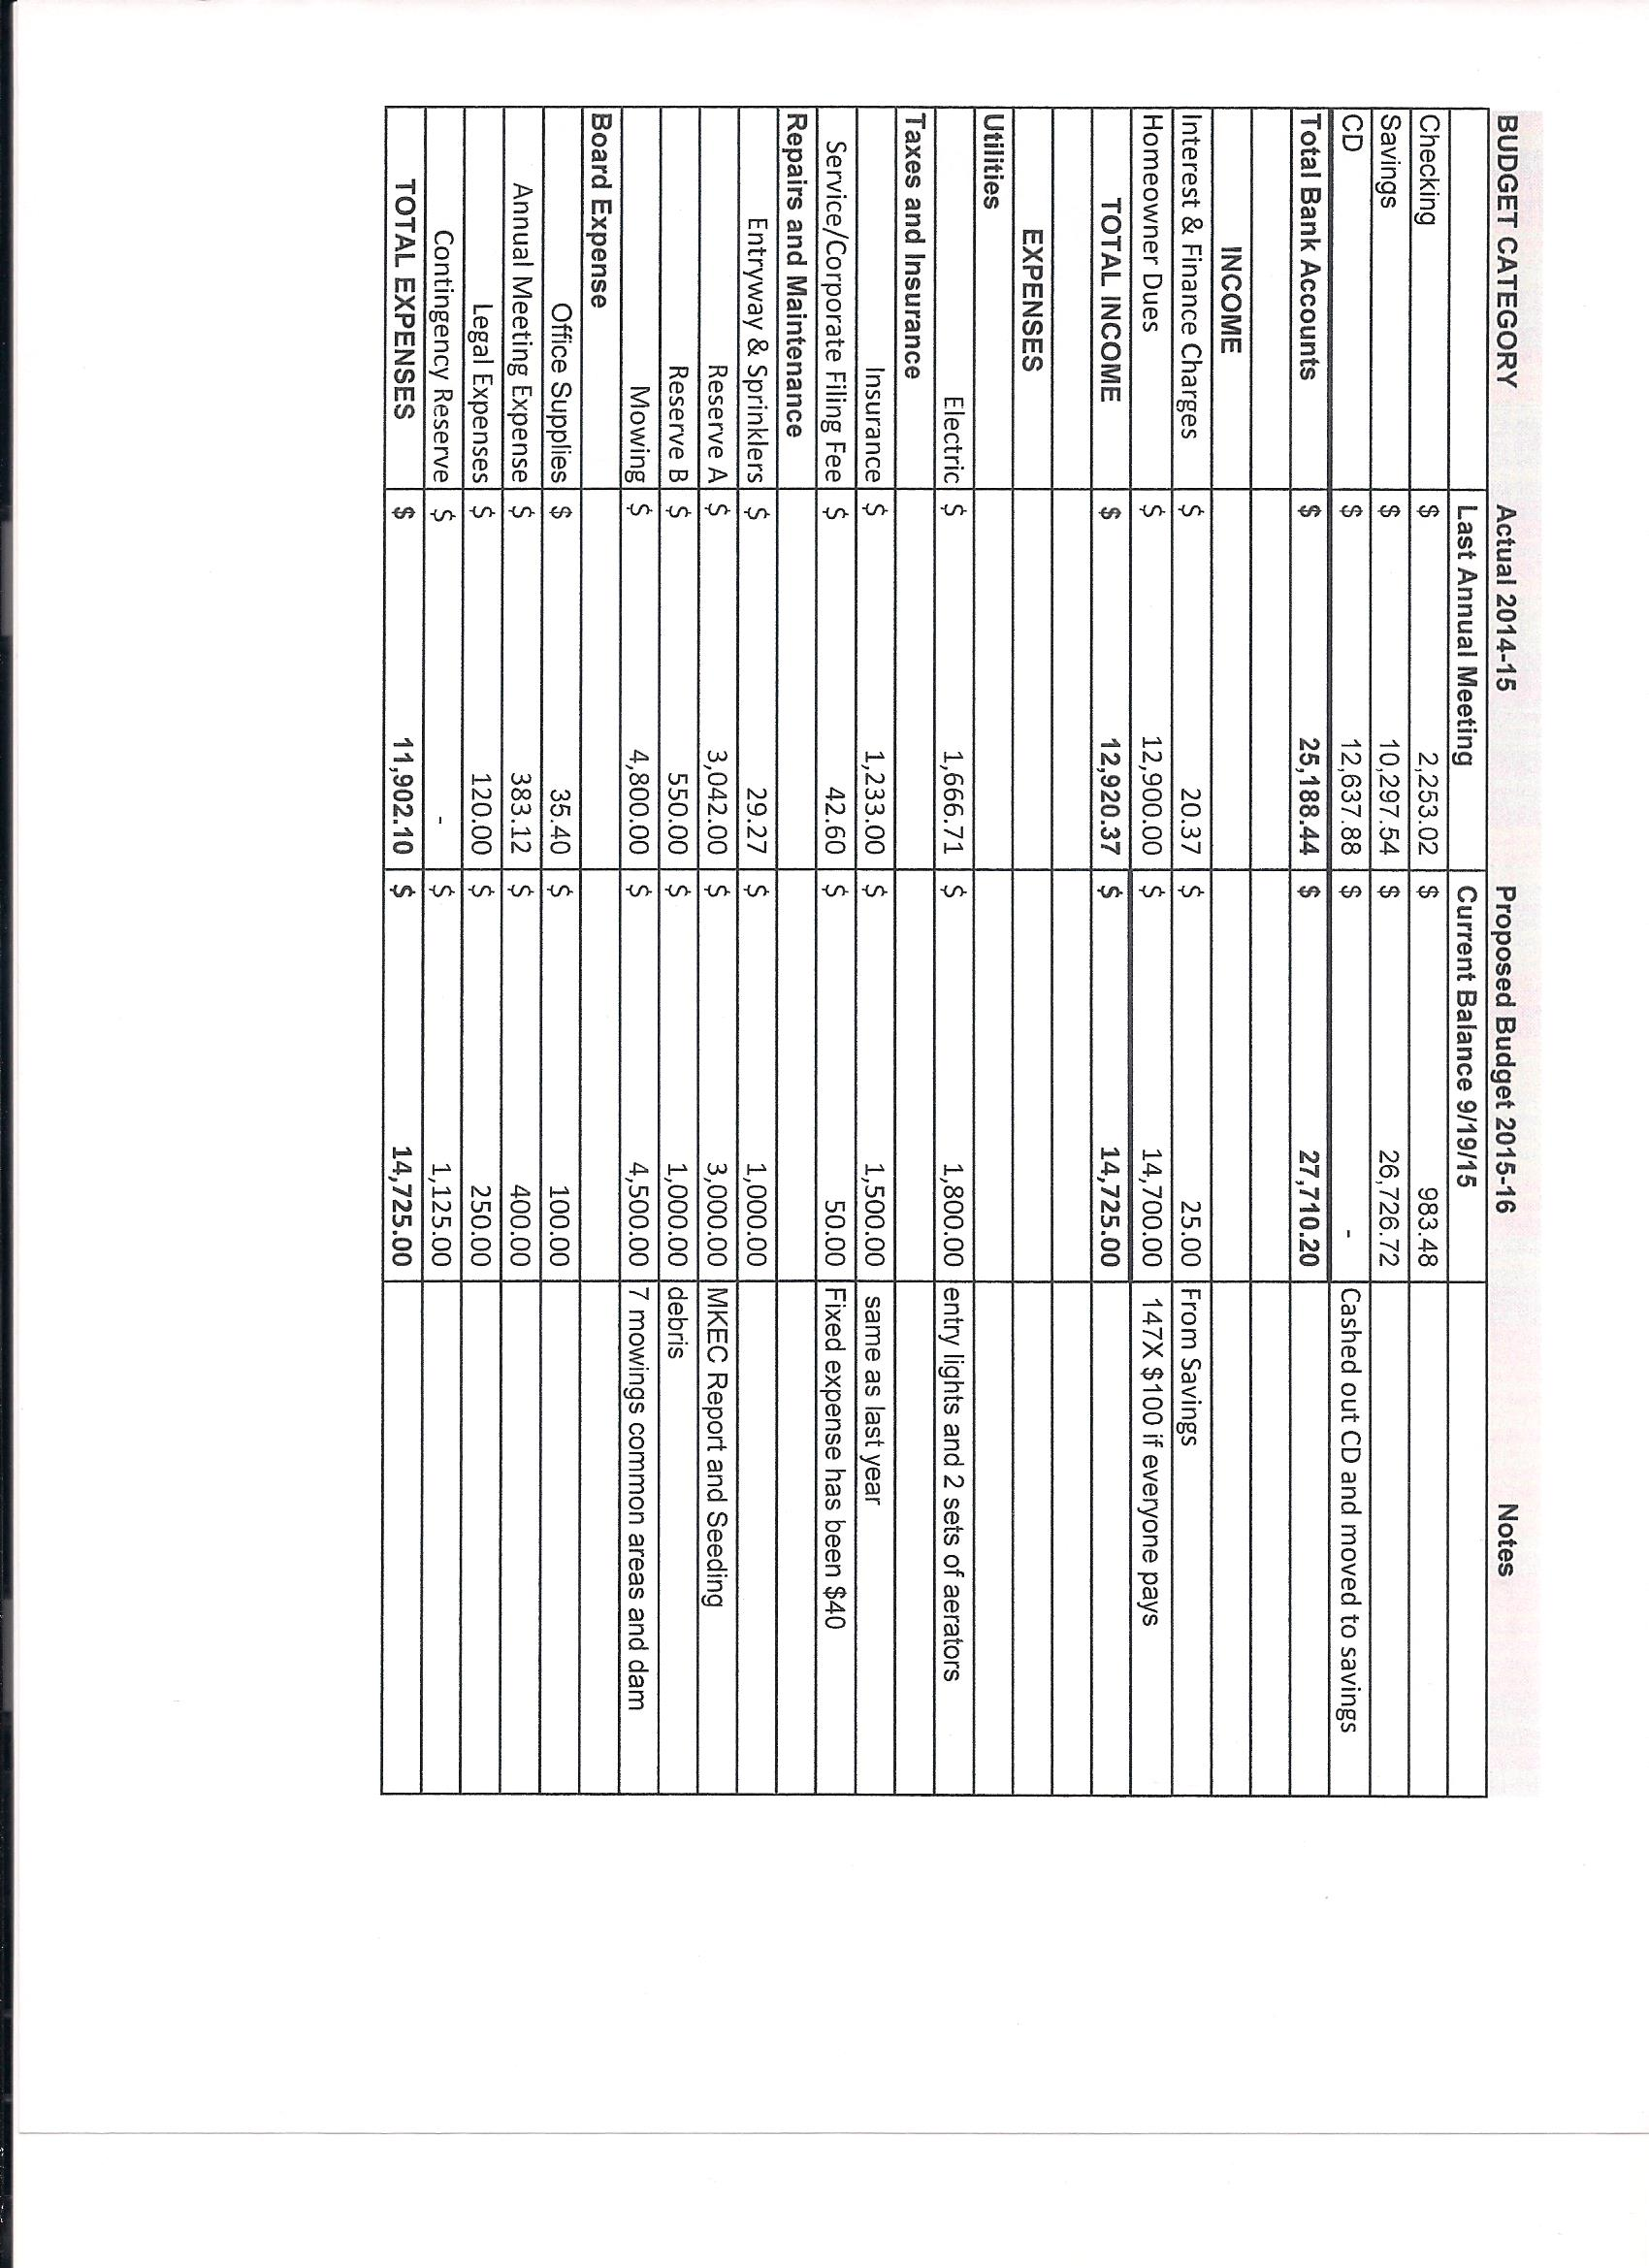 BUDGET CATEGORY Actual 2014-15 Proposed Budget 2015-16 Notes
Last Annual Meeting Current Balance 9/19/15
Checking $ 2,253.02 $ 983.48
Savings $ 10,297.54 $ 26,726.72
CD $ 12,637.88 $ - Cashed out CD and moved to savings
Total Bank Accounts $ 25,188.44 $ 27,710.20
INCOME
Interest & Finance Charges $ 20.37 $ 25.00 From Savings
Homeowner Dues $ 12,900.00 $ 14,700.00 147X $100 if everyone pays
TOTAL INCOME $ 12,920.37 $ 14,725.00
EXPENSES
Utilities
Electric $ 1,666.71 $ 1,800.00 entry lights and 2 sets of aerators
Taxes and Insurance
Insurance $ 1,233.00 $ 1,500.00 same as last year
Service/Corporate Filing Fee $ 42.60 $ 50.00 Fixed expense has been $40
Repairs and Maintenance
Entryway & Sprinklers $ 29.27 $ 1,000.00
Reserve A $ 3,042.00 $ 3,000.00 MKEC Report and Seeding
Reserve B $ 550.00 $ 1,000.00 debris
Mowing $ 4,800.00 $ 4,500.00 7 mowings common areas and dam
Board Expense
Office Supplies $ 35.40 $ 100.00
Annual Meeting Expense $ 383.12 $ 400.00
Legal Expenses $ 120.00 $ 250.00
Contingency Reserve $ - $ 1,125.00
TOTAL EXPENSES $ 11,902.10 $ 14,725.00